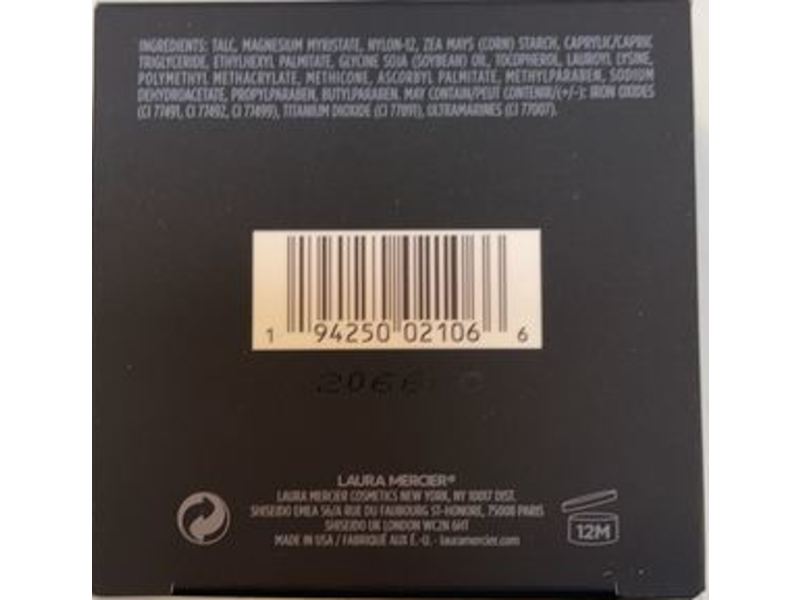 INGREDIENTS: TALC, MAGNESIUM MYRISTATE, NYLON-12, ZEA MAYS (CORN) STARCH, CAPRYLIC/CAPRIC
TRIGLYCERIDE, ETHYLHEXYL PALMITATE, GLYCINE SOJA (SOYBEAN) OIL, TOCOPHEROL, LAUROYL LYSINE,
POLYMETHYL METHACRYLATE, METHICONE, ASCORBYL PALMITATE, METHYLPARABEN, SODIUM
DEHYDROACETATE, PROPYLPARABEN, BUTYLPARABEN. MAY CONTAIN/PEUT CONTENIR/(+/-): IRON OXIDES
(CI 77491, CI 77492, CI 77499), TITANIUM DIOXIDE (CI 77891), ULTRAMARINES (CI 77007).
1 94250 02106 6
LAURA MERCIER®
LAURA MERCIER COSMETICS NEW YORK, NY 10017 DIST.
SHISEIDO EMEA 56/A RUE DU FAUBOURG ST-HONORE, 75008 PARIS
SHISEIDO UK LONDON WC2N 6HT
MADE IN USA / FABRIQUÉ AUX É.-U. - lauramercier.com
12M